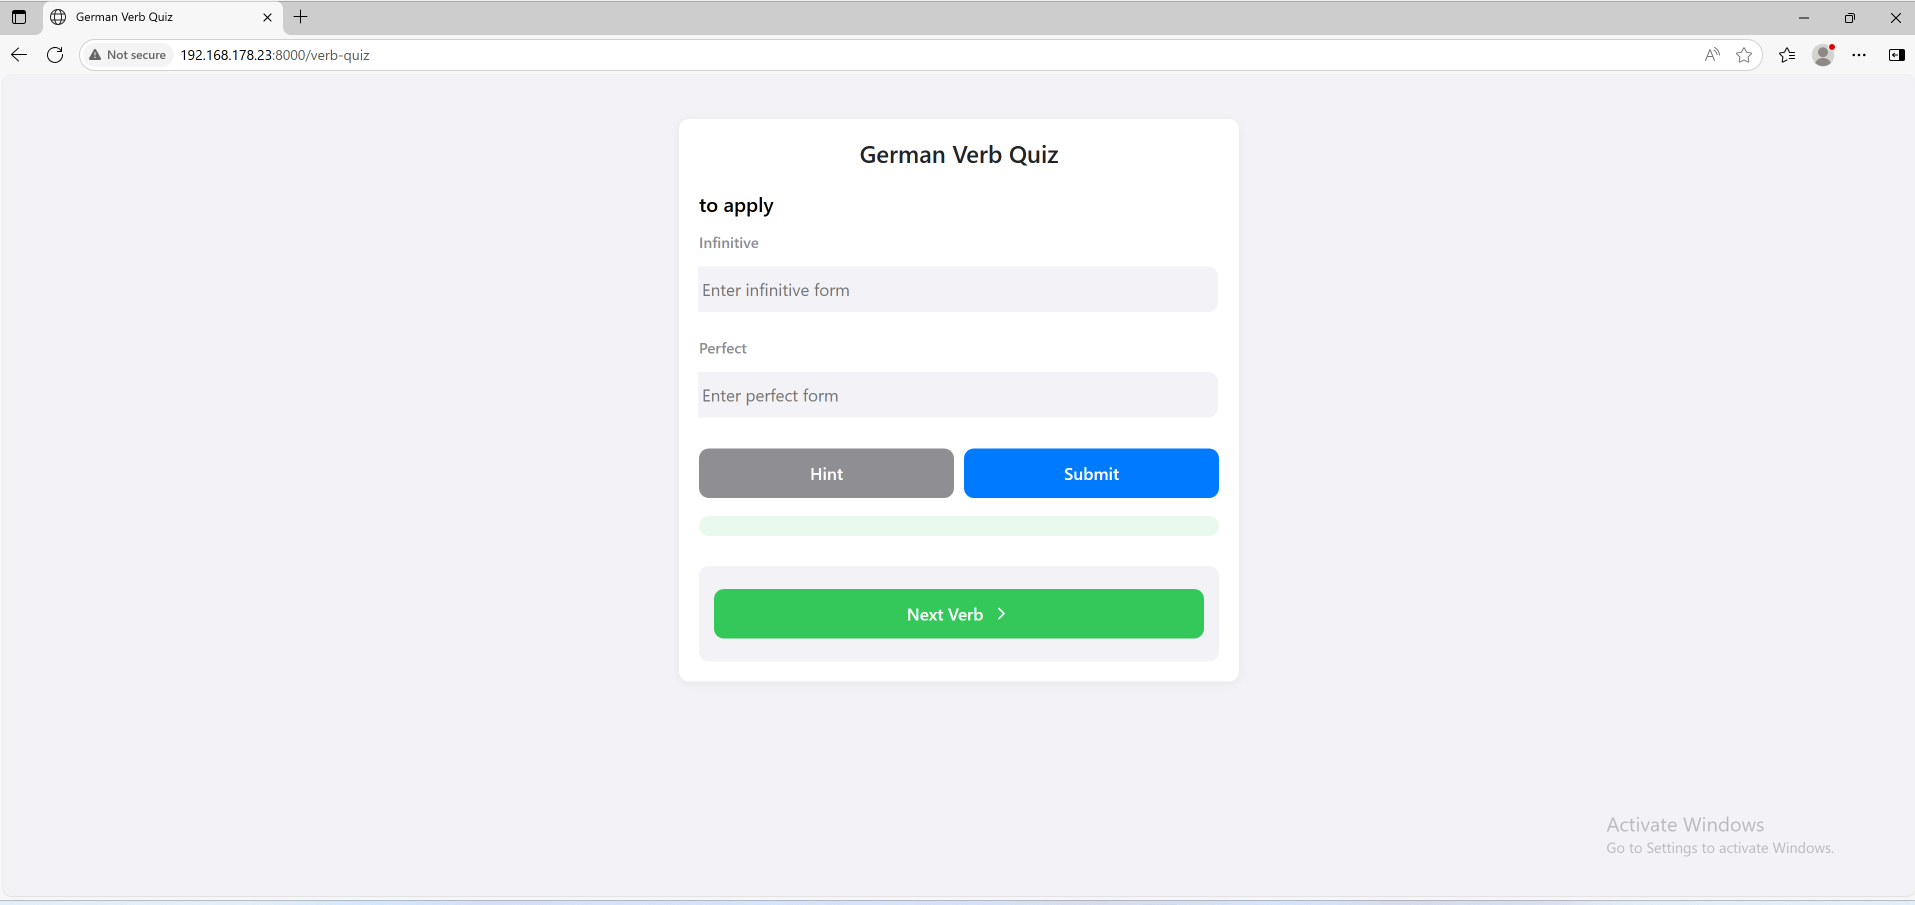 German Verb Quiz
Not secure 192.168.178.23:8000/verb-quiz
German Verb Quiz
to apply
Infinitive
Enter infinitive form
Perfect
Enter perfect form
Hint Submit
Next Verb
Activate Windows
Go to Settings to activate Windows.